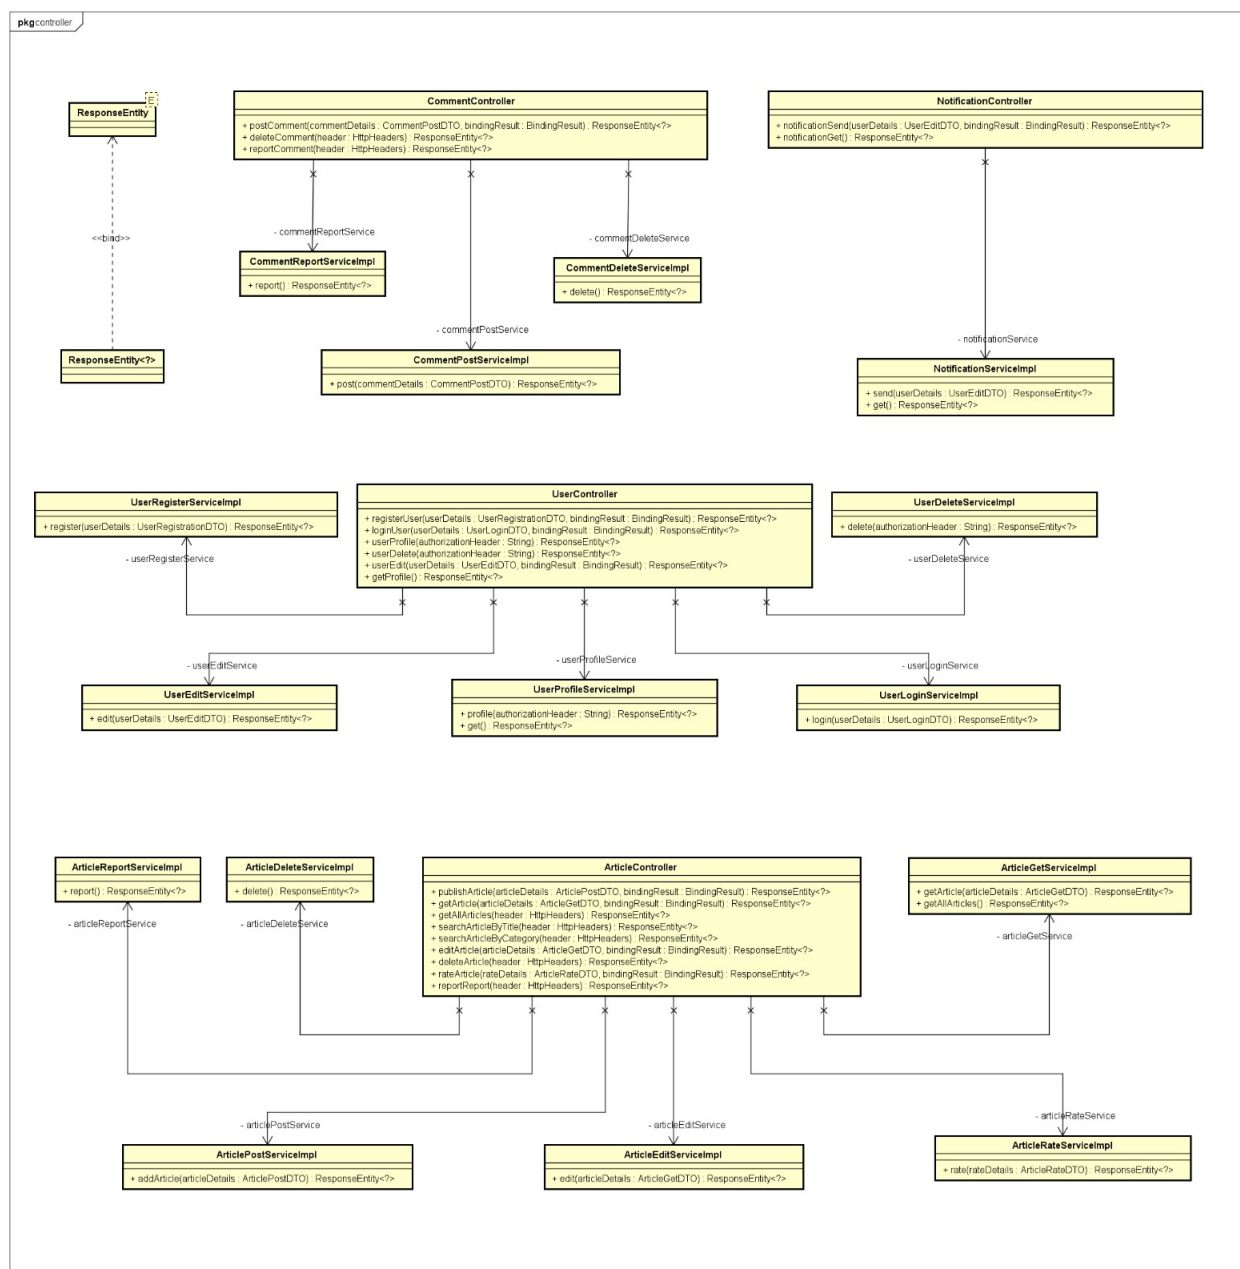 pkg controller
E
ResponseEntity
<<bind>>
ResponseEntity<?>
CommentController
+ postComment(commentDetails : CommentPostDTO, bindingResult : BindingResult) : ResponseEntity<?>
+ deleteComment(header : HttpHeaders) : ResponseEntity<?>
+ reportComment(header : HttpHeaders) : ResponseEntity<?>
- commentReportService
CommentReportServiceImpl
+ report() : ResponseEntity<?>
- commentDeleteService
CommentDeleteServiceImpl
+ delete() : ResponseEntity<?>
- commentPostService
CommentPostServiceImpl
+ post(commentDetails : CommentPostDTO) : ResponseEntity<?>
NotificationController
+ notificationSend(userDetails : UserEditDTO, bindingResult : BindingResult) : ResponseEntity<?>
+ notificationGet() : ResponseEntity<?>
- notificationService
NotificationServiceImpl
+ send(userDetails : UserEditDTO) : ResponseEntity<?>
+ get() : ResponseEntity<?>
UserRegisterServiceImpl
+ register(userDetails : UserRegistrationDTO) : ResponseEntity<?>
- userRegisterService
UserController
+ registerUser(userDetails : UserRegistrationDTO, bindingResult : BindingResult) : ResponseEntity<?>
+ loginUser(userDetails : UserLoginDTO, bindingResult : BindingResult) : ResponseEntity<?>
+ userProfile(authorizationHeader : String) : ResponseEntity<?>
+ userDelete(authorizationHeader : String) : ResponseEntity<?>
+ userEdit(userDetails : UserEditDTO, bindingResult : BindingResult) : ResponseEntity<?>
+ getProfile() : ResponseEntity<?>
UserDeleteServiceImpl
+ delete(authorizationHeader : String) : ResponseEntity<?>
- userDeleteService
- userEditService
UserEditServiceImpl
+ edit(userDetails : UserEditDTO) : ResponseEntity<?>
- userProfileService
UserProfileServiceImpl
+ profile(authorizationHeader : String) : ResponseEntity<?>
+ get() : ResponseEntity<?>
- userLoginService
UserLoginServiceImpl
+ login(userDetails : UserLoginDTO) : ResponseEntity<?>
ArticleReportServiceImpl
+ report() : ResponseEntity<?>
- articleReportService
ArticleDeleteServiceImpl
+ delete() : ResponseEntity<?>
- articleDeleteService
ArticleController
+ publishArticle(articleDetails : ArticlePostDTO, bindingResult : BindingResult) : ResponseEntity<?>
+ getArticle(articleDetails : ArticleGetDTO, bindingResult : BindingResult) : ResponseEntity<?>
+ getAllArticles(header : HttpHeaders) : ResponseEntity<?>
+ searchArticleByTitle(header : HttpHeaders) : ResponseEntity<?>
+ searchArticleByCategory(header : HttpHeaders) : ResponseEntity<?>
+ editArticle(articleDetails : ArticleGetDTO, bindingResult : BindingResult) : ResponseEntity<?>
+ deleteArticle(header : HttpHeaders) : ResponseEntity<?>
+ rateArticle(rateDetails : ArticleRateDTO, bindingResult : BindingResult) : ResponseEntity<?>
+ reportReport(header : HttpHeaders) : ResponseEntity<?>
ArticleGetServiceImpl
+ getArticle(articleDetails : ArticleGetDTO) : ResponseEntity<?>
+ getAllArticles() : ResponseEntity<?>
- articleGetService
- articlePostService
ArticlePostServiceImpl
+ addArticle(articleDetails : ArticlePostDTO) : ResponseEntity<?>
- articleEditService
ArticleEditServiceImpl
+ edit(articleDetails : ArticleGetDTO) : ResponseEntity<?>
- articleRateService
ArticleRateServiceImpl
+ rate(rateDetails : ArticleRateDTO) : ResponseEntity<?>